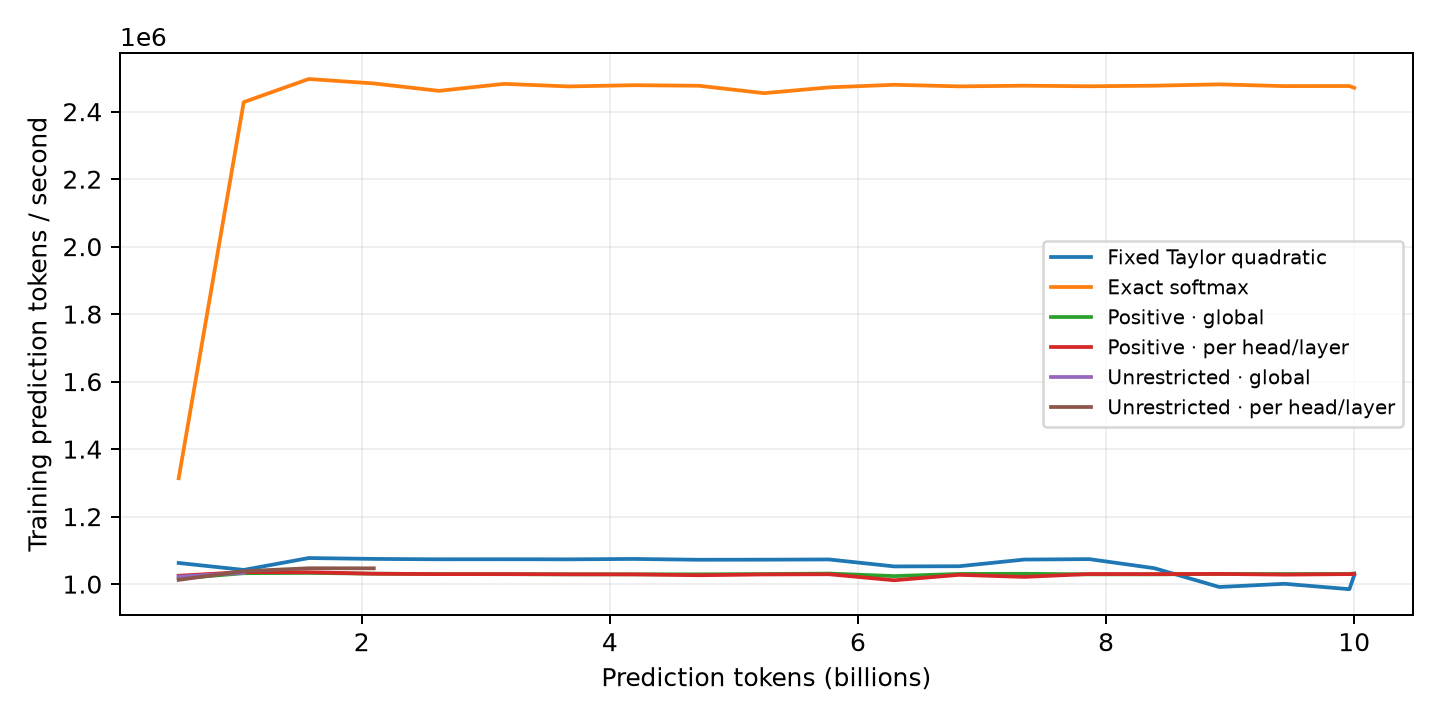 1e6
2.4
2.2
2.0
1.8
1.6
1.4
1.2
1.0
Training prediction tokens / second
Fixed Taylor quadratic
Exact softmax
Positive · global
Positive · per head/layer
Unrestricted · global
Unrestricted · per head/layer
2 4 6 8 10
Prediction tokens (billions)